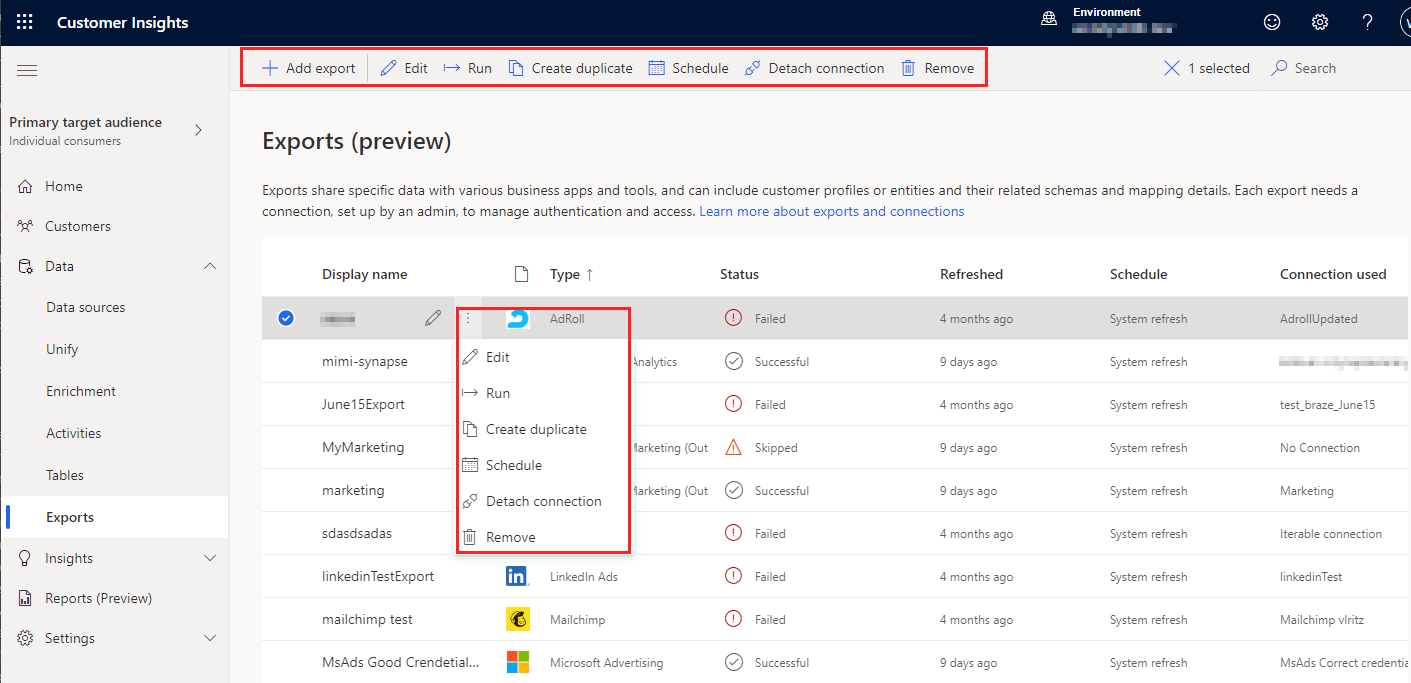 Customer Insights
Environment
Add export Edit Run Create duplicate Schedule Detach connection Remove
1 selected Search
Primary target audience
Individual consumers
Home
Customers
Data
Data sources
Unify
Enrichment
Activities
Tables
Exports
Insights
Reports (Preview)
Settings
Exports (preview)
Exports share specific data with various business apps and tools, and can include customer profiles or entities and their related schemas and mapping details. Each export needs a
connection, set up by an admin, to manage authentication and access. Learn more about exports and connections
Display name Type ↑ Status Refreshed Schedule Connection used
AdRoll Failed 4 months ago System refresh AdrollUpdated
mimi-synapse Analytics Successful 9 days ago System refresh
June15Export Failed 4 months ago System refresh test_braze_June15
MyMarketing Marketing (Out Skipped 9 days ago System refresh No Connection
marketing Marketing (Out Successful 9 days ago System refresh Marketing
sdasdsadas Failed 4 months ago System refresh Iterable connection
linkedinTestExport in LinkedIn Ads Failed 4 months ago System refresh linkedinTest
mailchimp test Mailchimp Failed 4 months ago System refresh Mailchimp vlritz
MsAds Good Crendetial... Microsoft Advertising Successful 9 days ago System refresh MsAds Correct credentia
Edit
Run
Create duplicate
Schedule
Detach connection
Remove